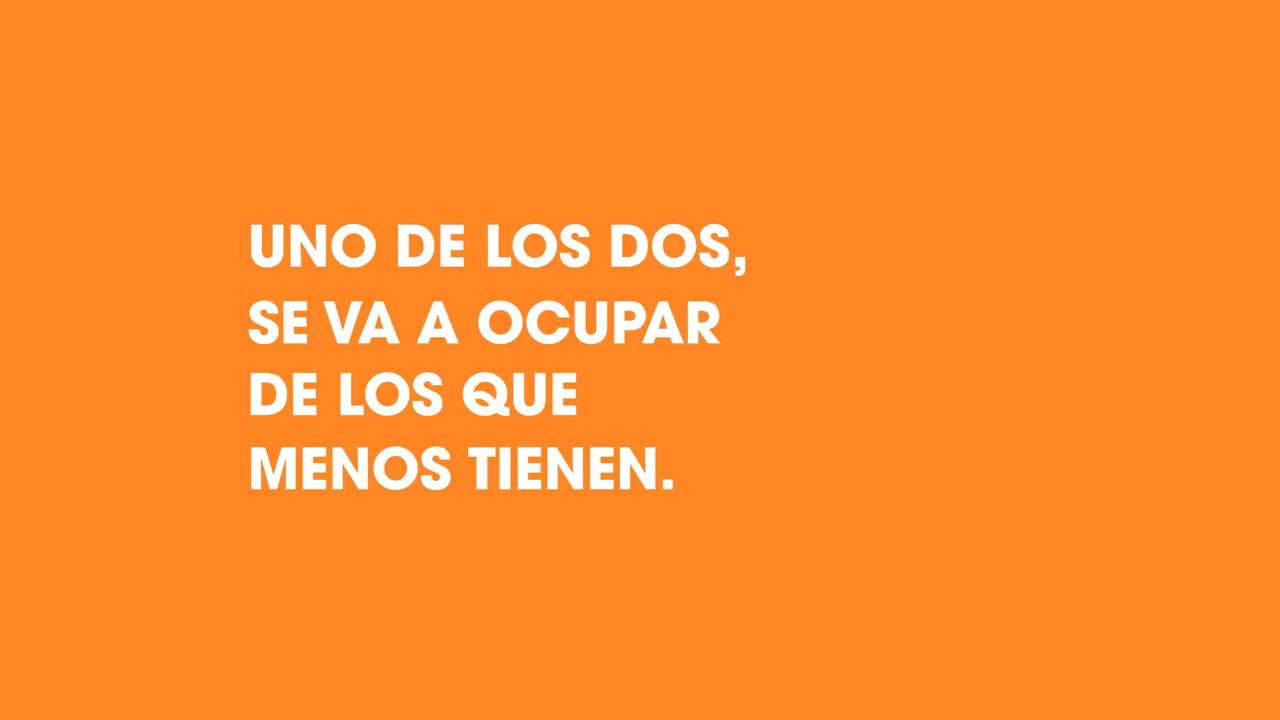 UNO DE LOS DOS,
SE VA A OCUPAR
DE LOS QUE
MENOS TIENEN.